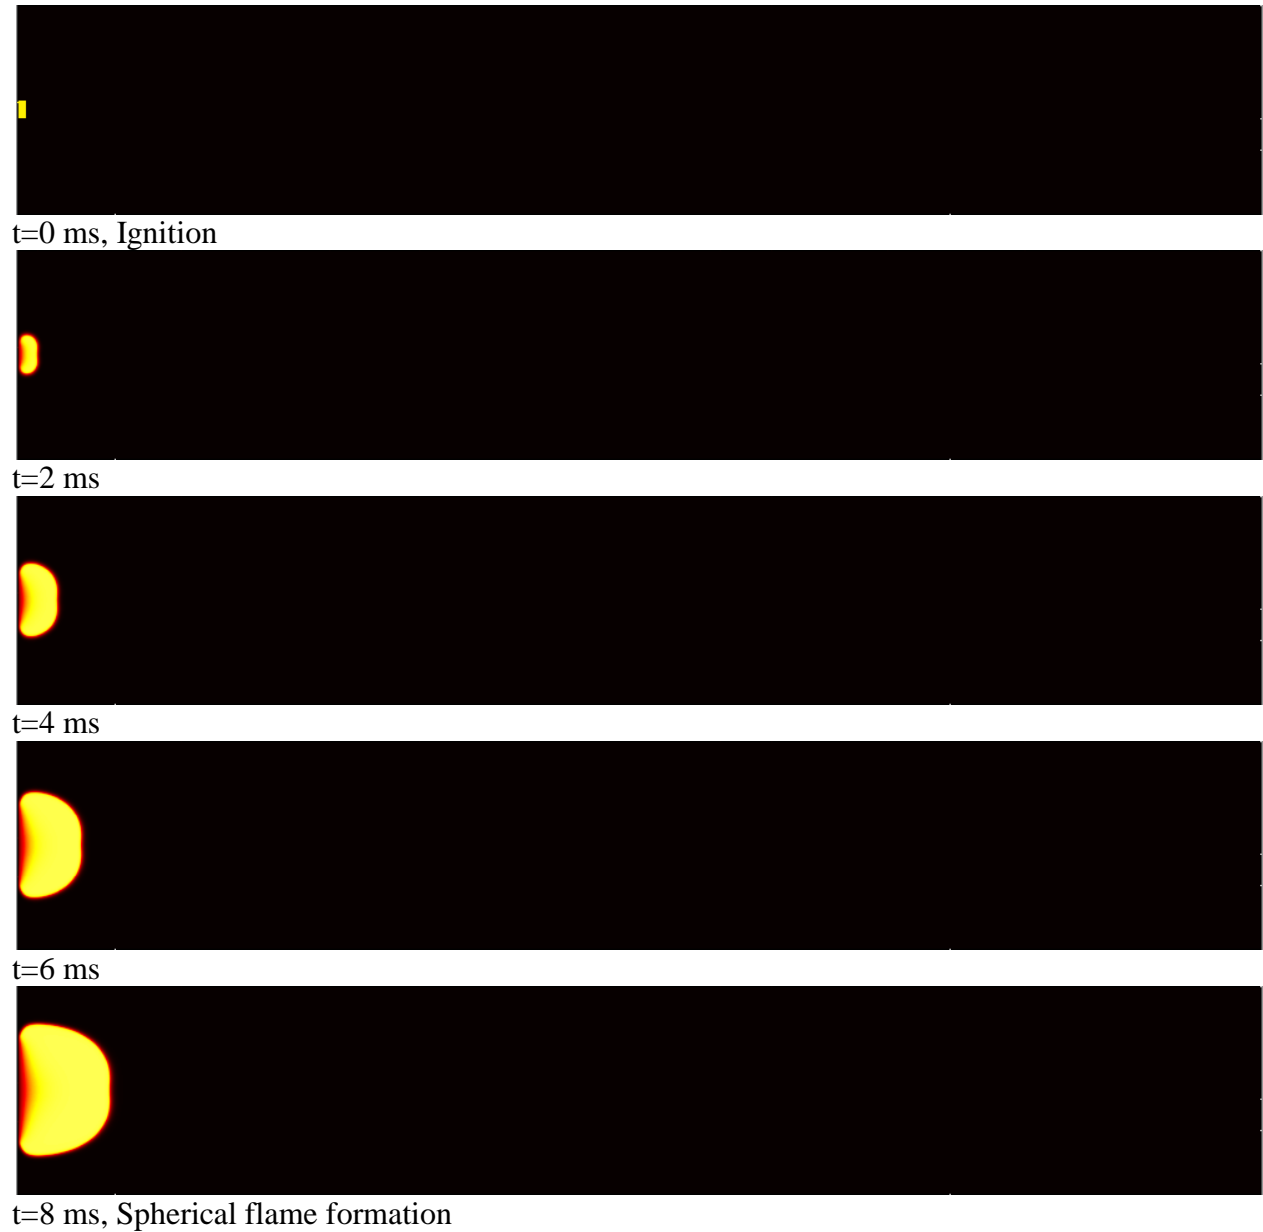 t=0 ms, Ignition
t=2 ms
t=4 ms
t=6 ms
t=8 ms, Spherical flame formation